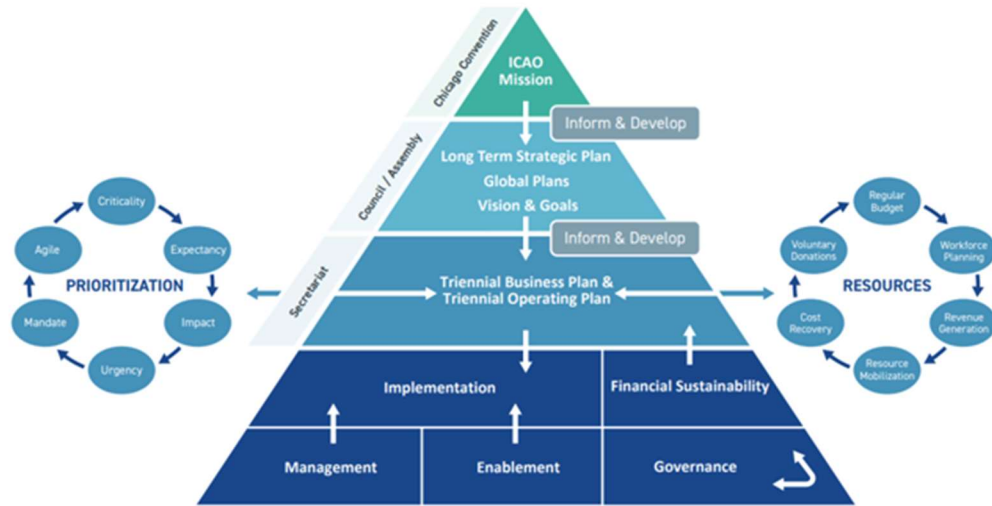 Chicago Convention
ICAO
Mission
Inform & Develop
Council / Assembly
Long Term Strategic Plan
Global Plans
Vision & Goals
Inform & Develop
Secretariat
Triennial Business Plan &
Triennial Operating Plan
Implementation
Financial Sustainability
Management
Enablement
Governance
PRIORITIZATION
Criticality
Expectancy
Impact
Urgency
Mandate
Agile
RESOURCES
Regular
Budget
Workforce
Planning
Revenue
Generation
Resource
Mobilization
Cost
Recovery
Voluntary
Donations